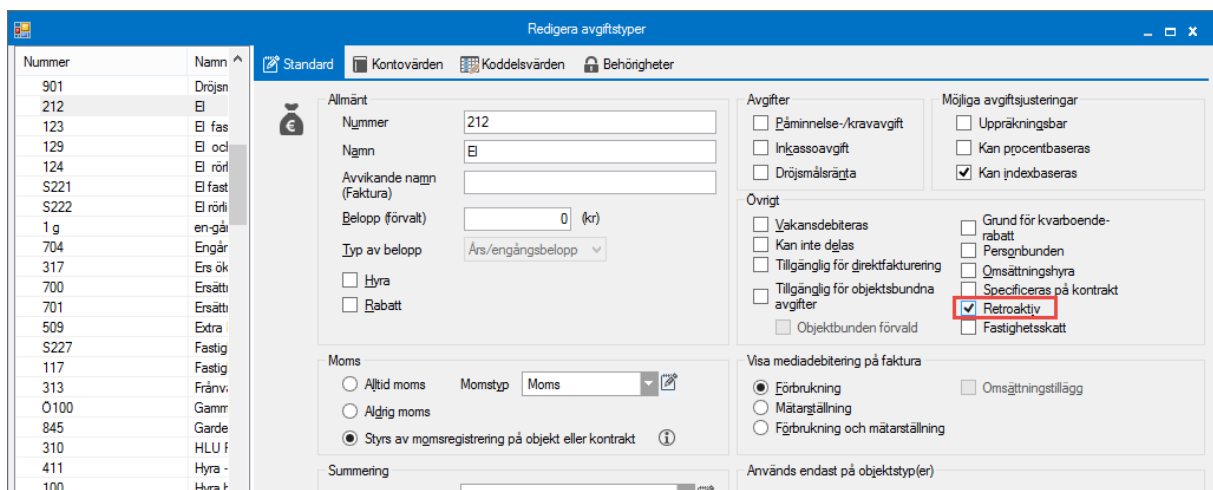 Redigera avgiftstyper
Nummer Namn
901 Dröjsn
212 El
123 El fas
129 El och
124 El rörl
S221 El fast
S222 El rörli
1 g en-gån
704 Engår
317 Ers ök
700 Ersätt
701 Ersätt
509 Extra
S227 Fastig
117 Fastig
313 Frånva
Ö100 Gamm
845 Garde
310 HLU F
411 Hyra -
100 Hyra b
Standard Kontovärden Koddelsvärden Behörigheter
Allmänt
Nummer 212
Namn El
Avvikande namn
(Faktura)
Belopp (förvalt) 0 (kr)
Typ av belopp Års/engångsbelopp
Hyra
Rabatt
Moms
Alltid moms Momstyp Moms
Aldrig moms
Styrs av momsregistrering på objekt eller kontrakt
Summering
Avgifter
Påminnelse-/kravavgift
Inkassoavgift
Dröjsmålsränta
Möjliga avgiftsjusteringar
Uppräkningsbar
Kan procentbaseras
Kan indexbaseras
Övrigt
Vakansdebiteras
Kan inte delas
Tillgänglig för direktfakturering
Tillgänglig för objektsbundna
avgifter
Objektbunden förvald
Grund för kvarboende-
rabatt
Personbunden
Omsättningshyra
Specificeras på kontrakt
Retroaktiv
Fastighetsskatt
Visa mediadebitering på faktura
Förbrukning Omsättningstillägg
Mätarställning
Förbrukning och mätarställning
Används endast på objektstyp(er)